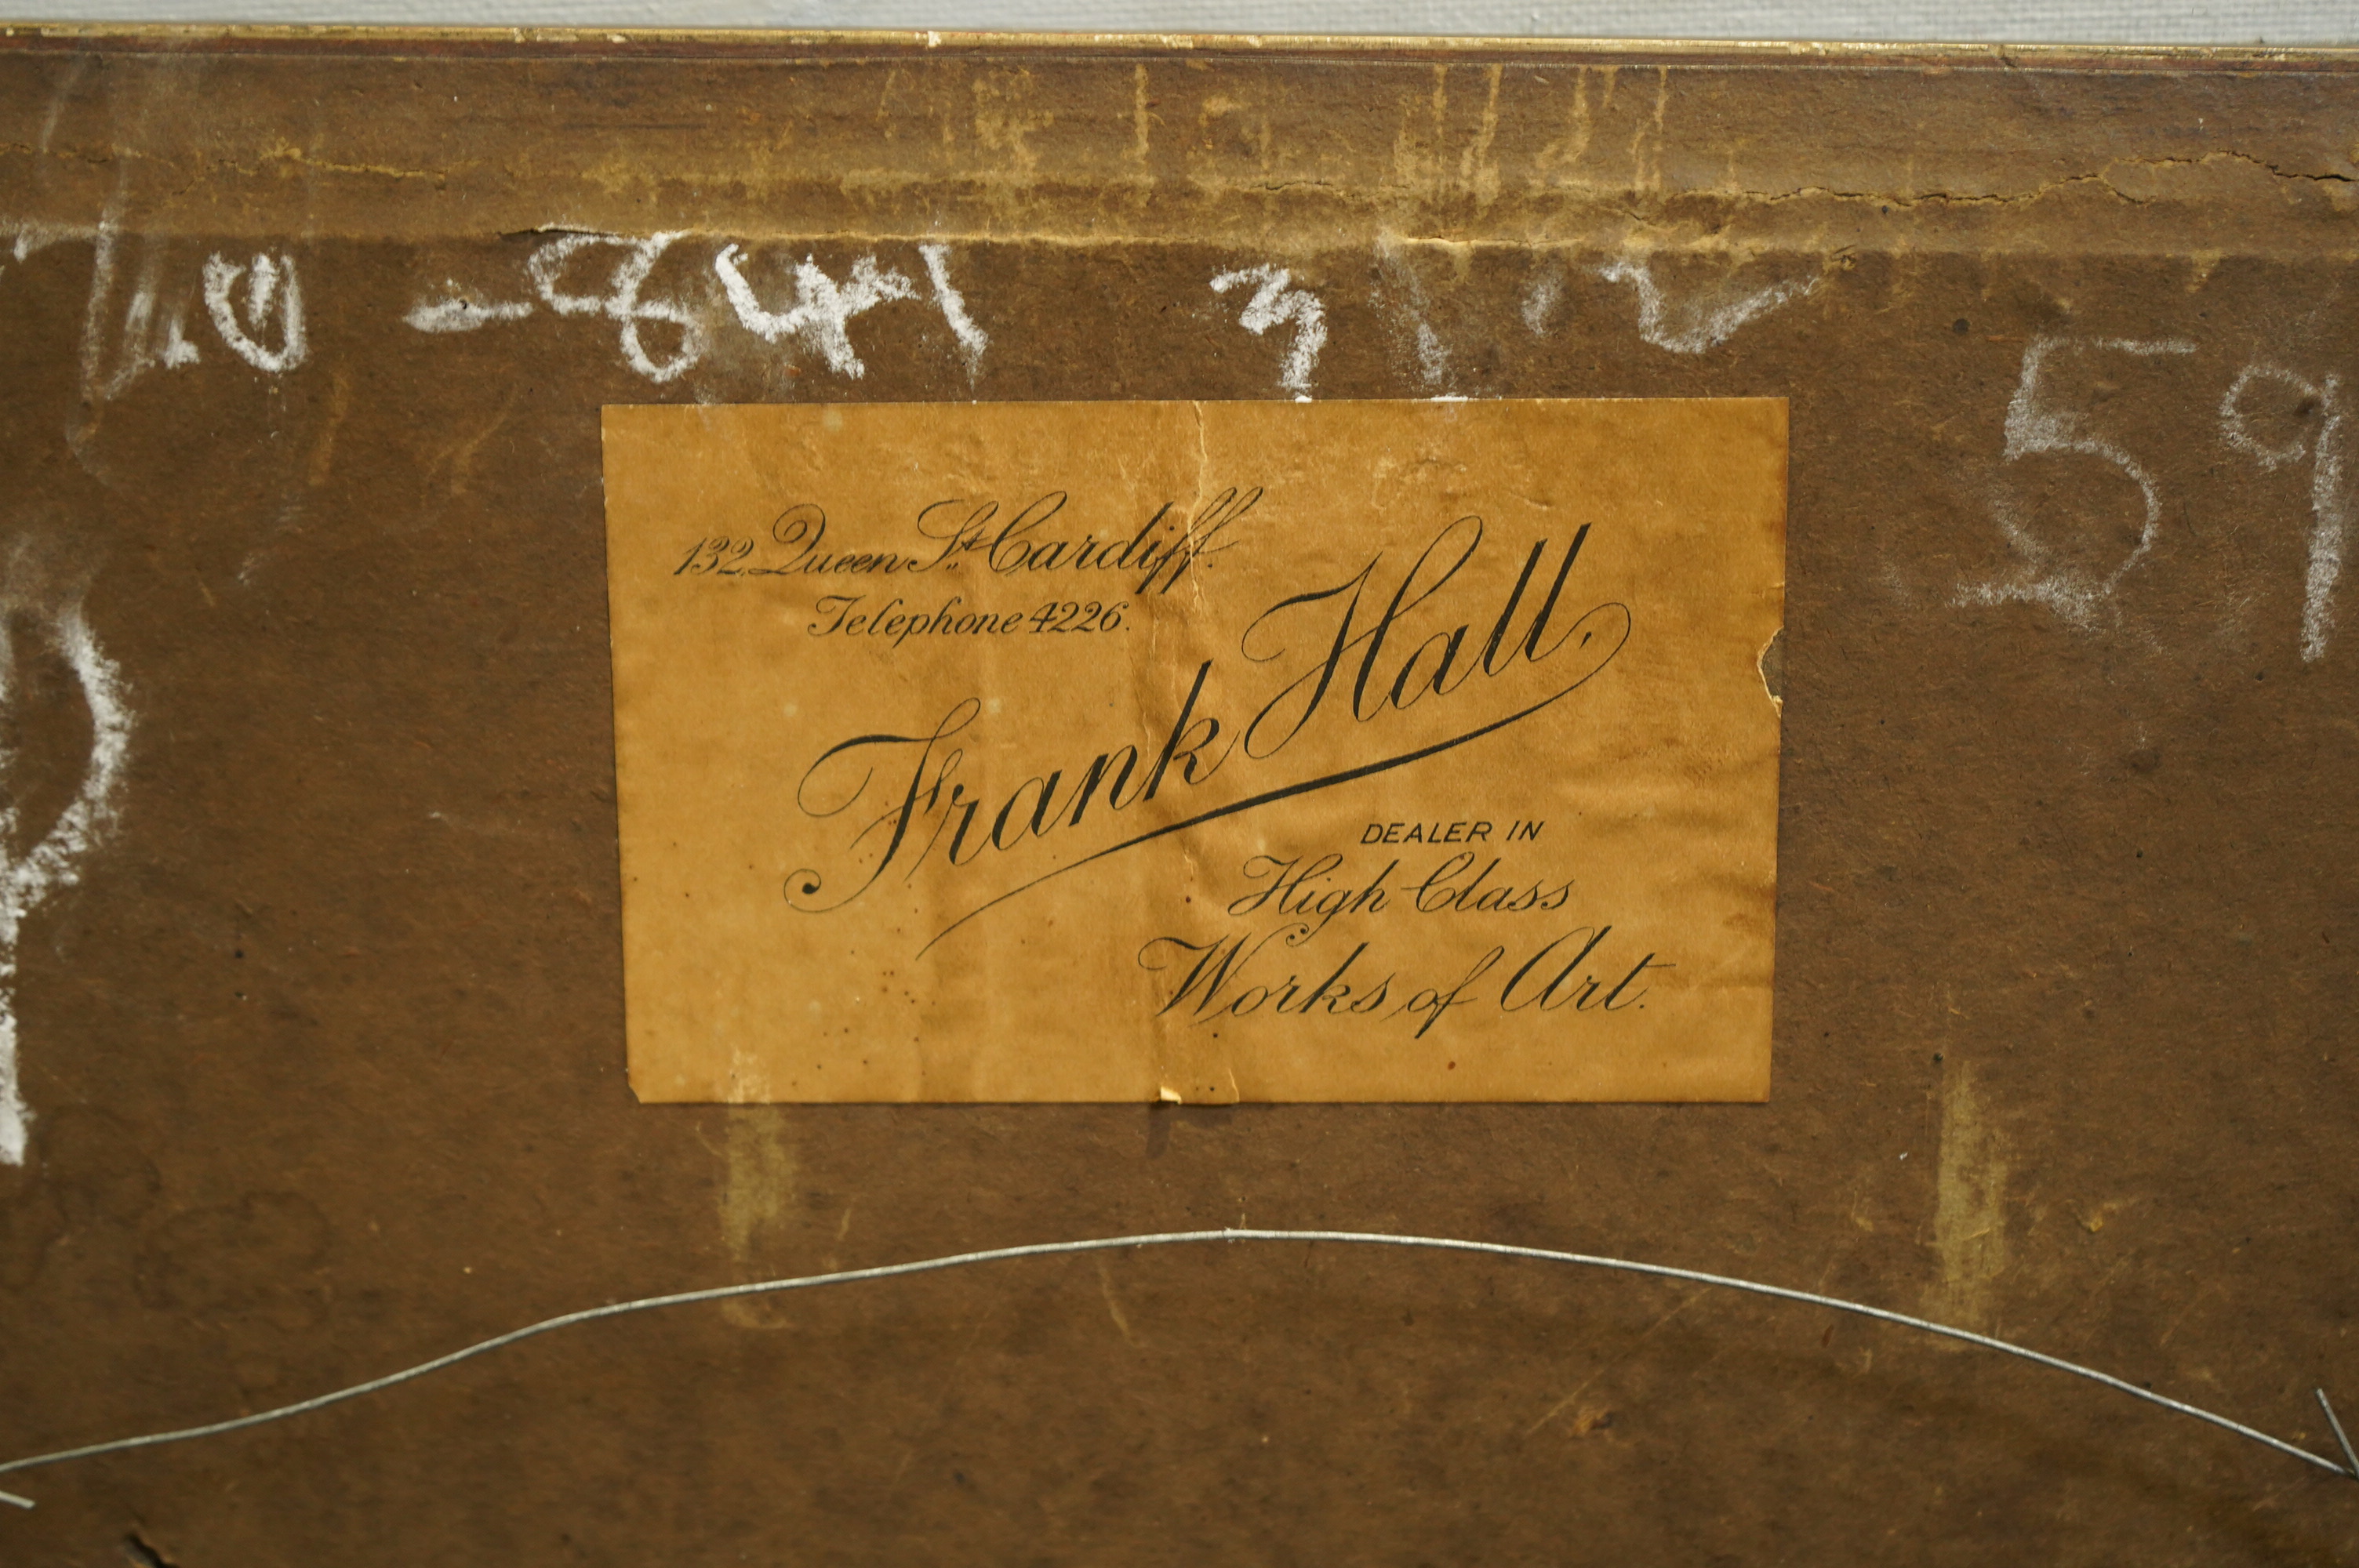 59
132, Queen St. Cardiff.
Telephone 4226.
Frank Hall.
DEALER IN
High Class
Works of Art.